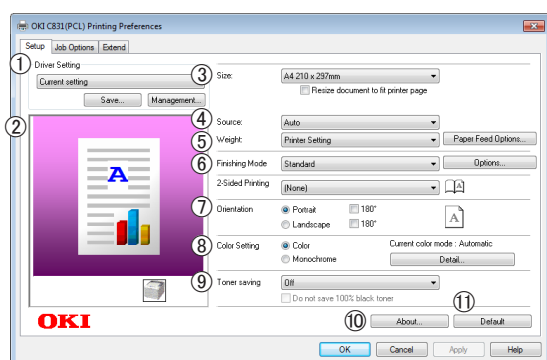 OKI C831(PCL) Printing Preferences
Setup Job Options Extend
① Driver Setting
Current setting
Save... Management...
②
A
OKI
③ Size: A4 210 x 297mm
Resize document to fit printer page
④ Source: Auto
⑤ Weight: Printer Setting Paper Feed Options...
⑥ Finishing Mode Standard Options...
2-Sided Printing (None) A
⑦ Orientation Portrait 180° A
Landscape 180°
⑧ Color Setting Color Current color mode : Automatic
Monochrome Detail...
⑨ Toner saving Off
Do not save 100% black toner
⑩ About... ⑪ Default
OK Cancel Apply Help